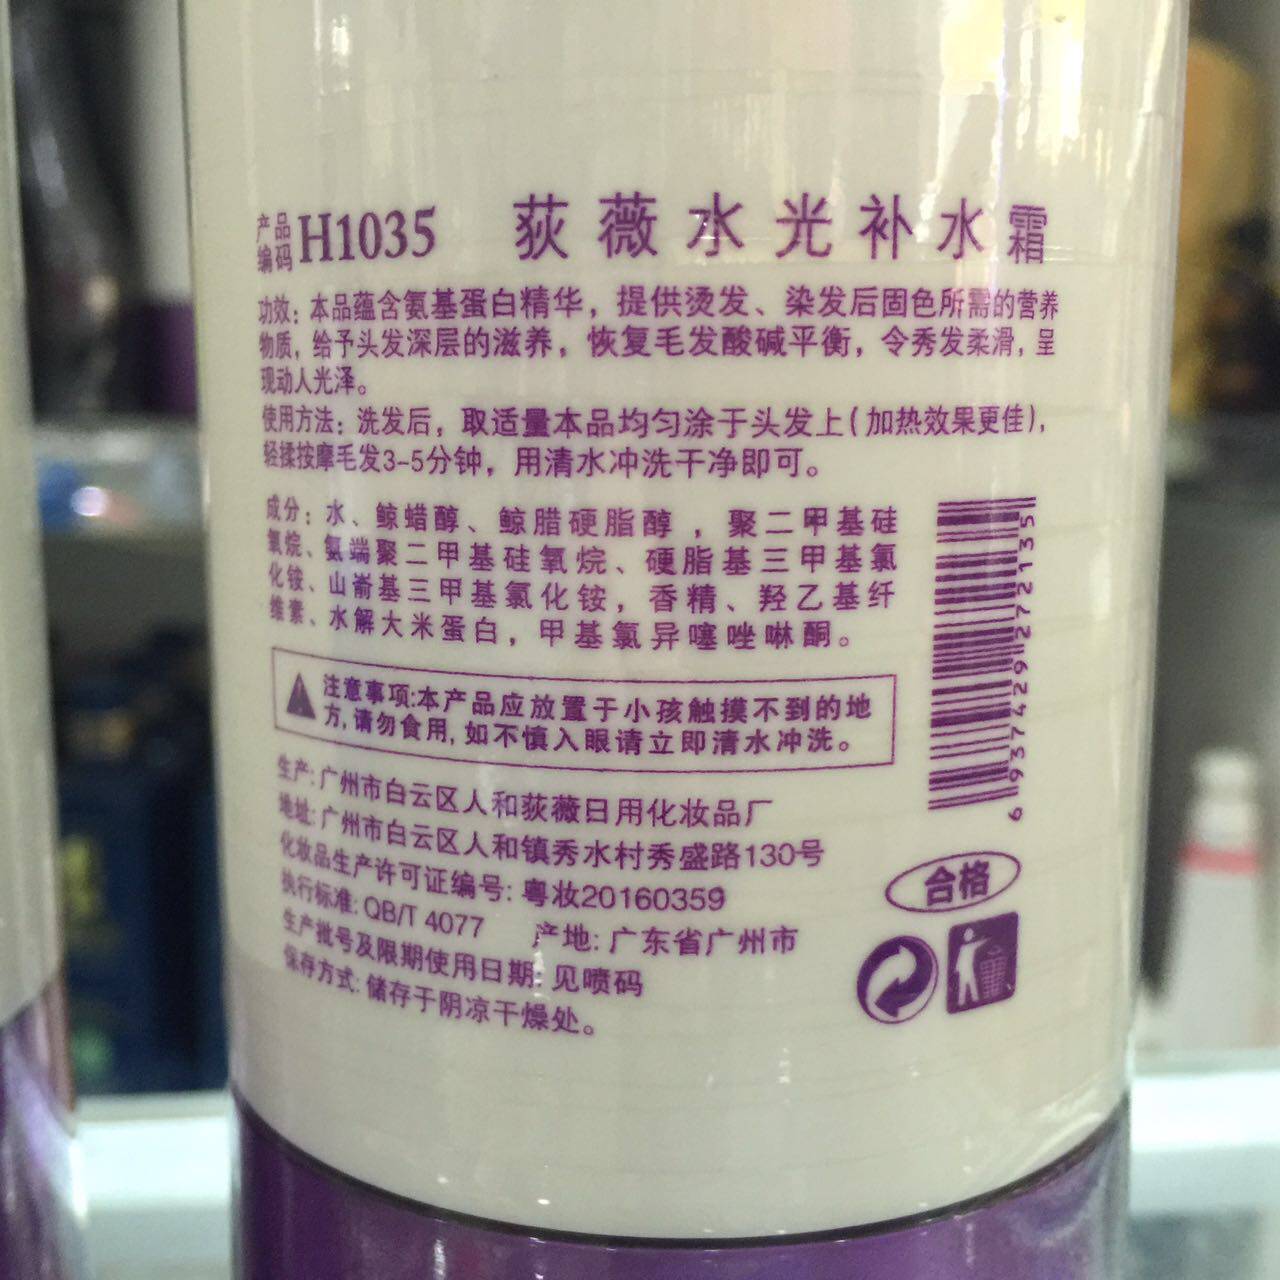 产品编码H1035 荻薇水光补水霜
功效：本品蕴含氨基蛋白精华，提供烫发、染发后固色所需的营养
物质，给予头发深层的滋养，恢复毛发酸碱平衡，令秀发柔滑，呈
现动人光泽。
使用方法：洗发后，取适量本品均匀涂于头发上(加热效果更佳)，
轻揉按摩毛发3-5分钟，用清水冲洗干净即可。
成分：水、鲸蜡醇、鲸腊硬脂醇，聚二甲基硅
氧烷、氨端聚二甲基硅氧烷、硬脂基三甲基氯
化铵、山嵛基三甲基氯化铵，香精、羟乙基纤
维素、水解大米蛋白，甲基氯异噻唑啉酮。
注意事项:本产品应放置于小孩触摸不到的地
方,请勿食用,如不慎入眼请立即清水冲洗。
生产:广州市白云区人和荻薇日用化妆品厂
地址:广州市白云区人和镇秀水村秀盛路130号
化妆品生产许可证编号:粤妆20160359
执行标准:QB/T 4077 产地:广东省广州市
生产批号及限期使用日期:见喷码
保存方式:储存于阴凉干燥处。
6937429272135
合格